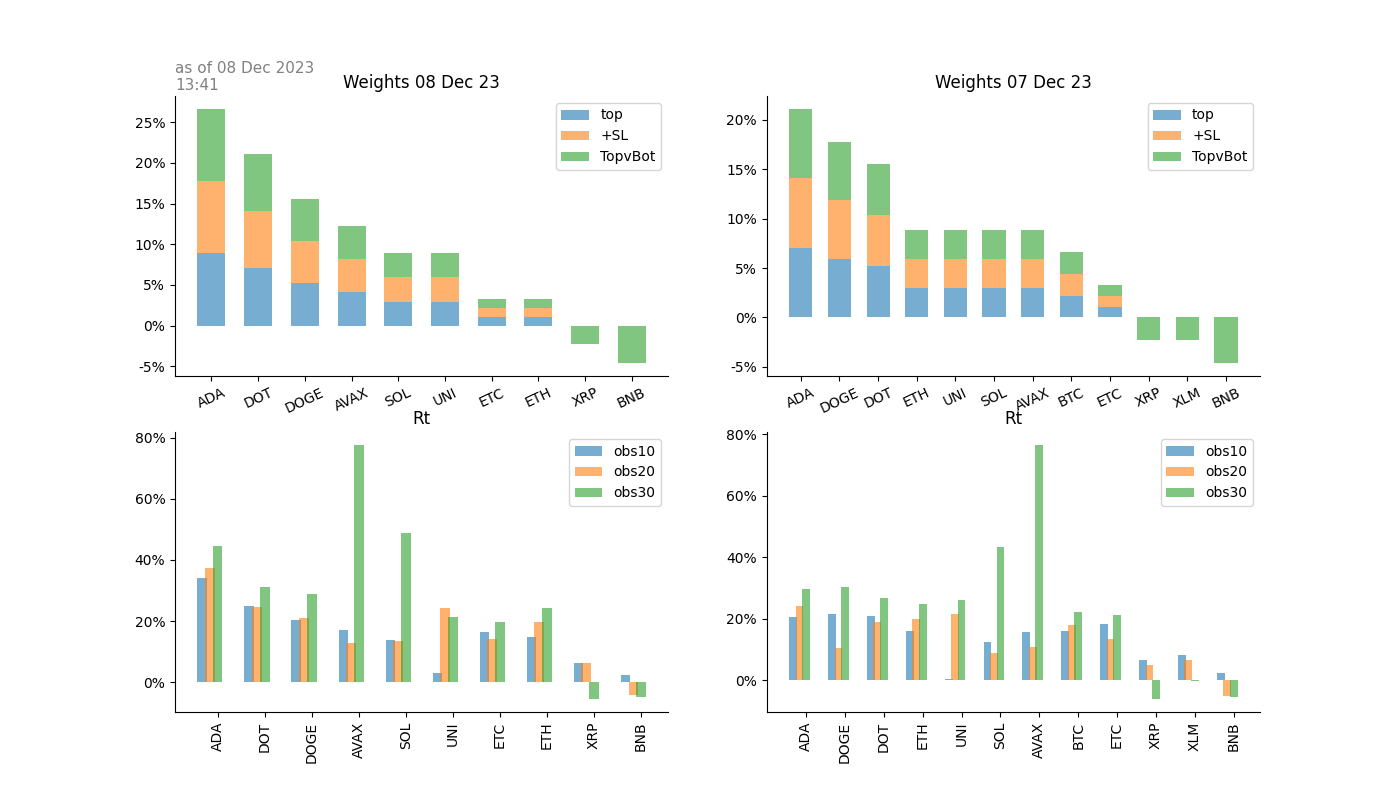 as of 08 Dec 2023
13:41
Weights 08 Dec 23
25%
20%
15%
10%
5%
0%
-5%
top
+SL
TopvBot
ADA DOT DOGE AVAX SOL UNI ETC ETH XRP BNB
Weights 07 Dec 23
20%
15%
10%
5%
0%
-5%
top
+SL
TopvBot
ADA DOGE DOT ETH UNI SOL AVAX BTC ETC XRP XLM BNB
Rt
80%
60%
40%
20%
0%
obs10
obs20
obs30
ADA DOT DOGE AVAX SOL UNI ETC ETH XRP BNB
Rt
80%
60%
40%
20%
0%
obs10
obs20
obs30
ADA DOGE DOT ETH UNI SOL AVAX BTC ETC XRP XLM BNB